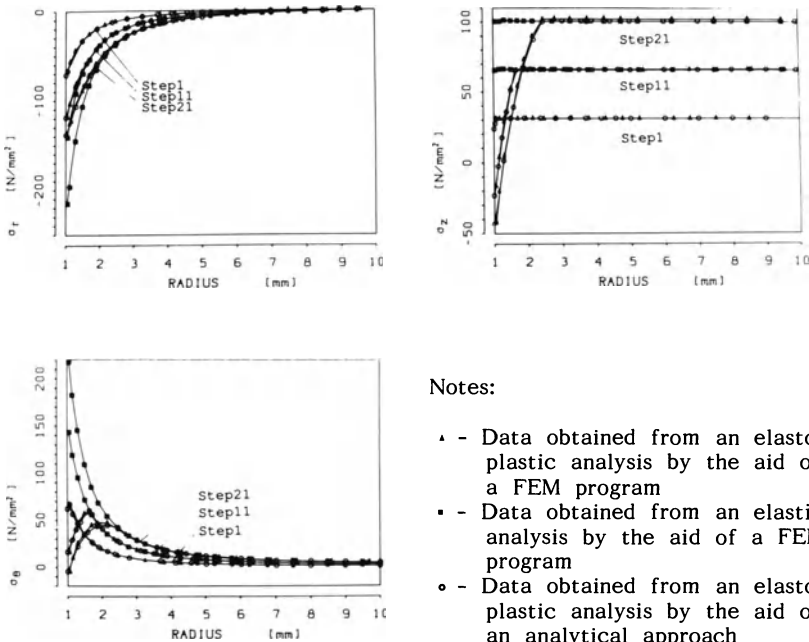 0
-100
-200
σr [N/mm²]
Step1
Step11
Step21
1 2 3 4 5 6 7 8 9 10
RADIUS [mm]
100
50
0
-50
σz [N/mm²]
Step21
Step11
Step1
1 2 3 4 5 6 7 8 9 10
RADIUS [mm]
200
150
100
50
0
σθ [N/mm²]
Step21
Step11
Step1
1 2 3 4 5 6 7 8 9 10
RADIUS [mm]
Notes:
▲ - Data obtained from an elasto
plastic analysis by the aid o
a FEM program
■ - Data obtained from an elasti
analysis by the aid of a FE
program
o - Data obtained from an elasto
plastic analysis by the aid o
an analytical approach